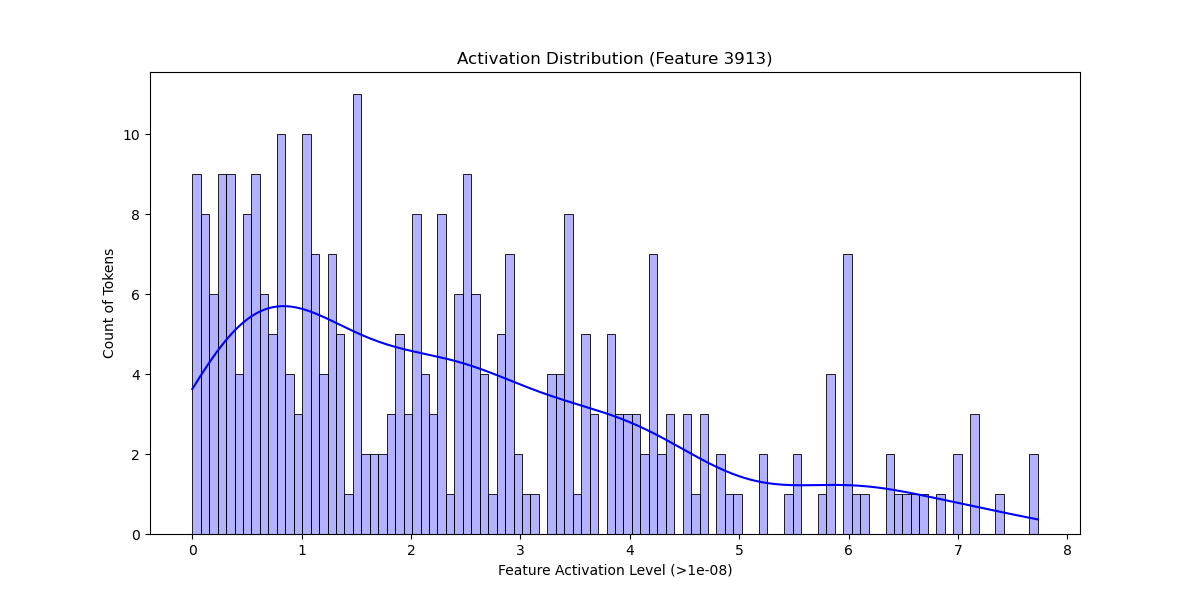 Activation Distribution (Feature 3913)
Count of Tokens
10
8
6
4
2
0
0 1 2 3 4 5 6 7 8
Feature Activation Level (>1e-08)